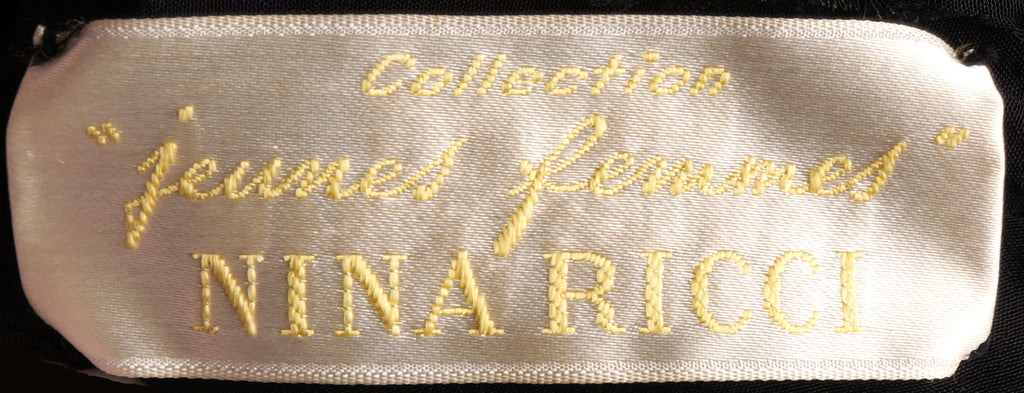 Collection
"jeunes femmes"
NINA RICCI